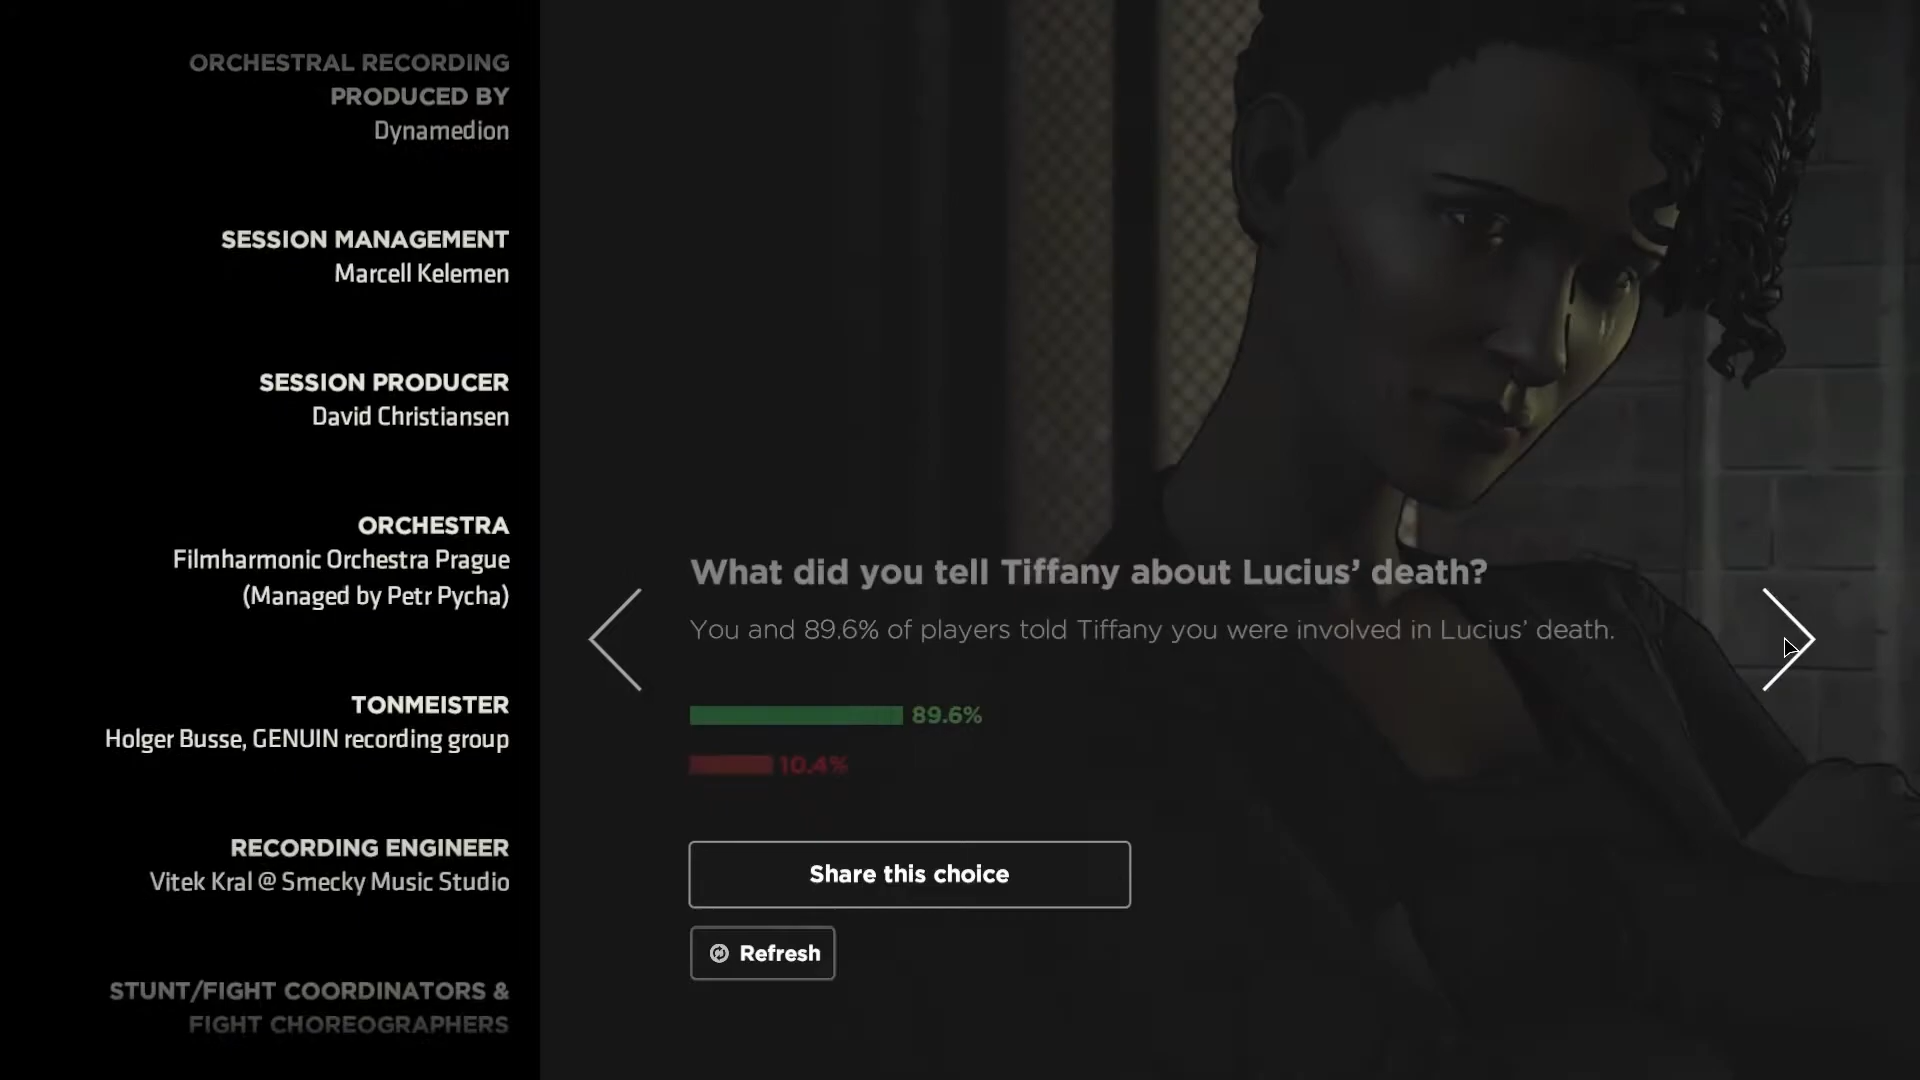 ORCHESTRAL RECORDING
PRODUCED BY
Dynamedion
SESSION MANAGEMENT
Marcell Kelemen
SESSION PRODUCER
David Christiansen
ORCHESTRA
Filmharmonic Orchestra Prague
(Managed by Petr Pycha)
TONMEISTER
Holger Busse, GENUIN recording group
RECORDING ENGINEER
Vitek Kral @ Smecky Music Studio
STUNT/FIGHT COORDINATORS &
FIGHT CHOREOGRAPHERS
What did you tell Tiffany about Lucius’ death?
You and 89.6% of players told Tiffany you were involved in Lucius’ death.
89.6%
10.4%
Share this choice
Refresh